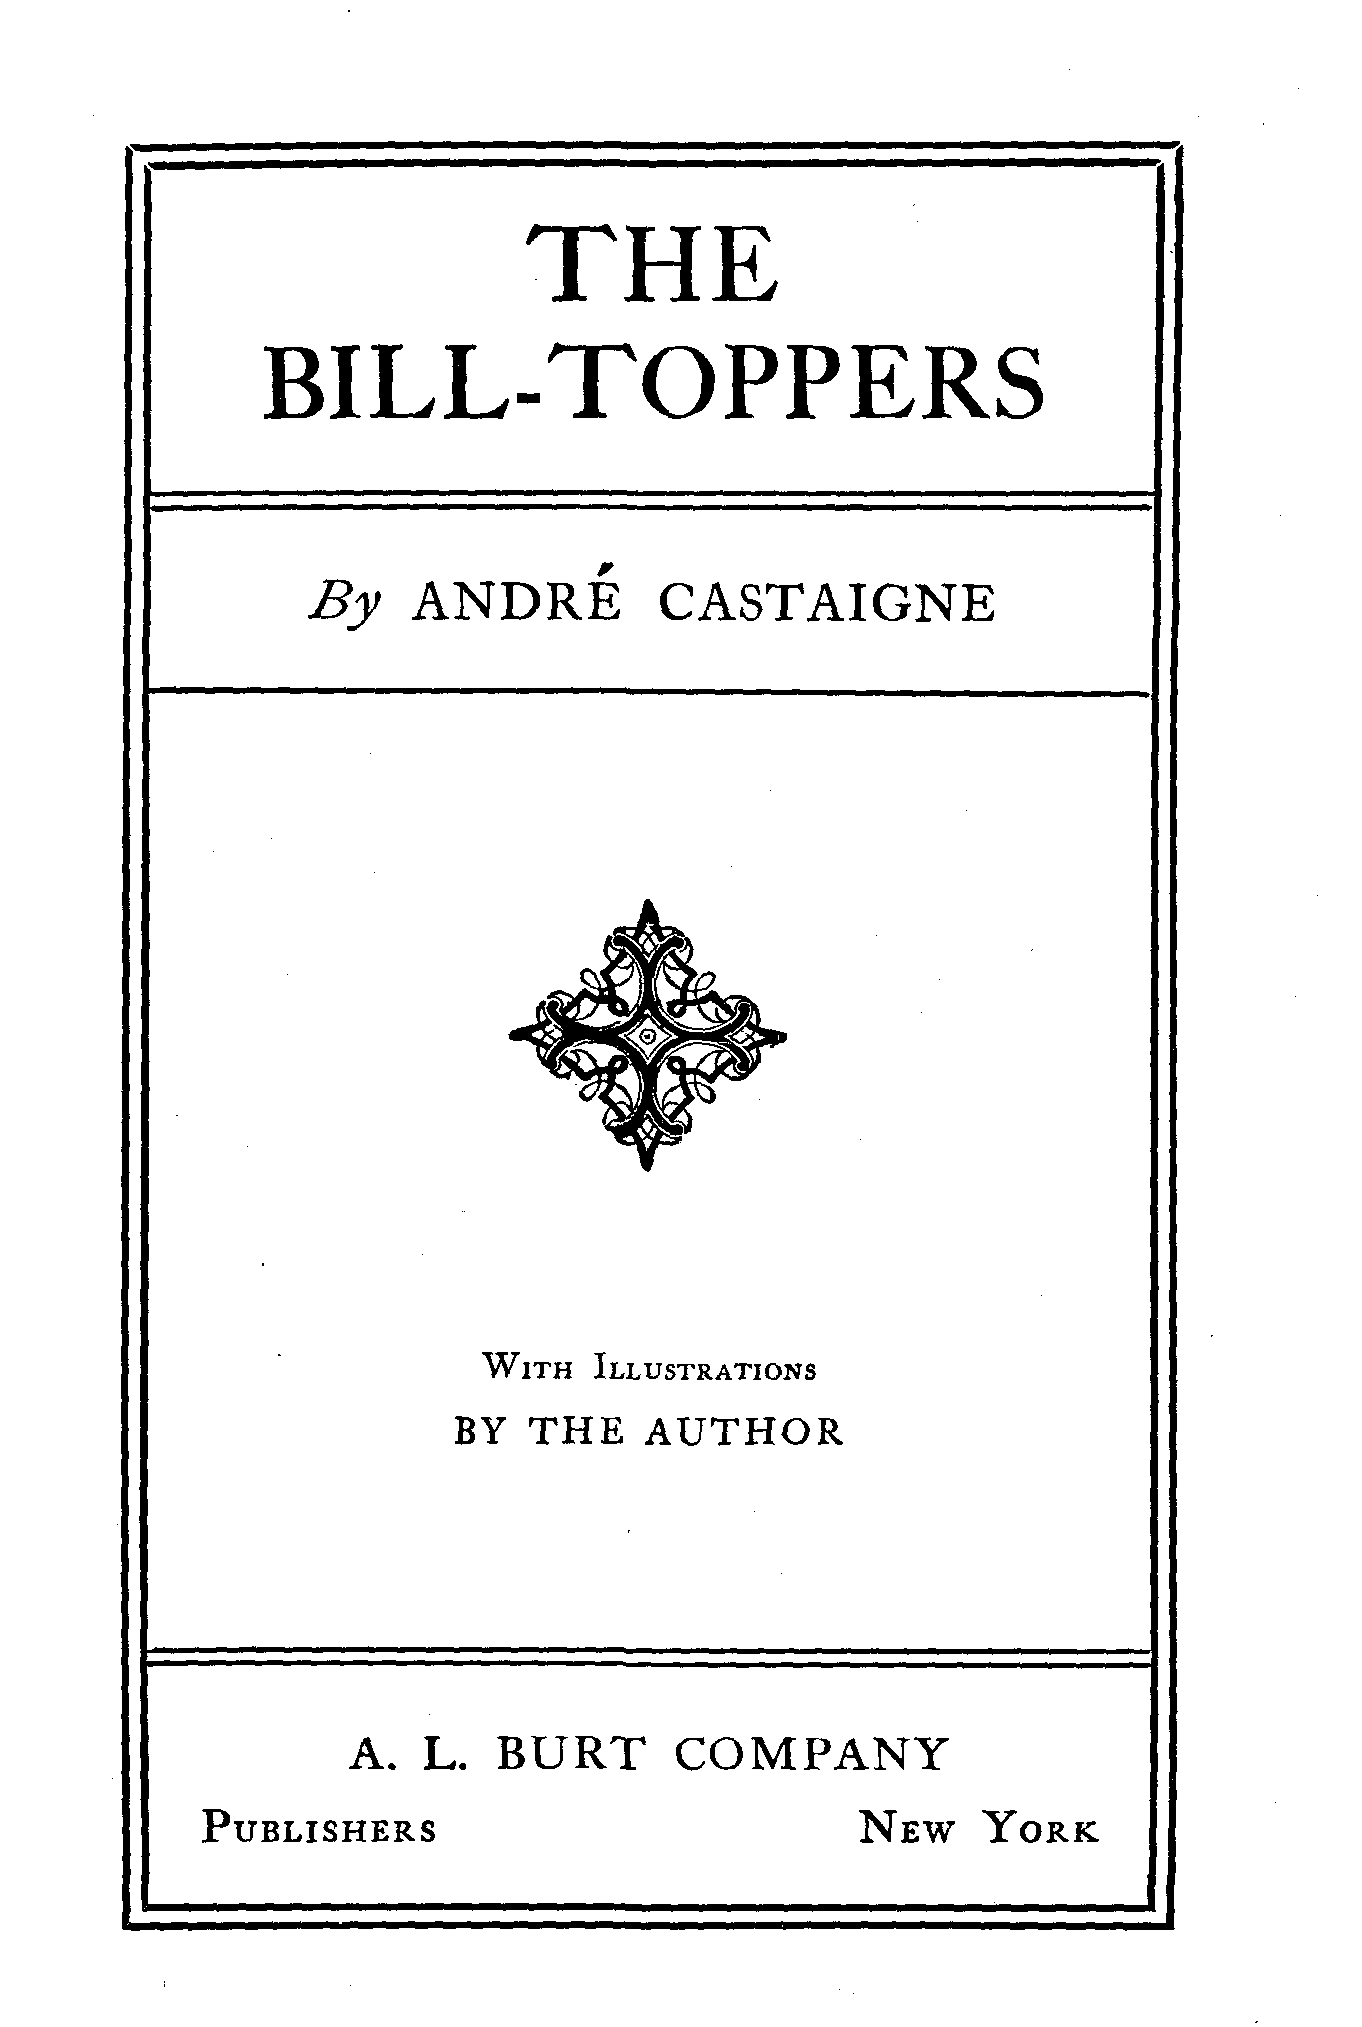 THE
BILL-TOPPERS
By ANDRÉ CASTAIGNE
With Illustrations
BY THE AUTHOR
A. L. BURT COMPANY
Publishers New York